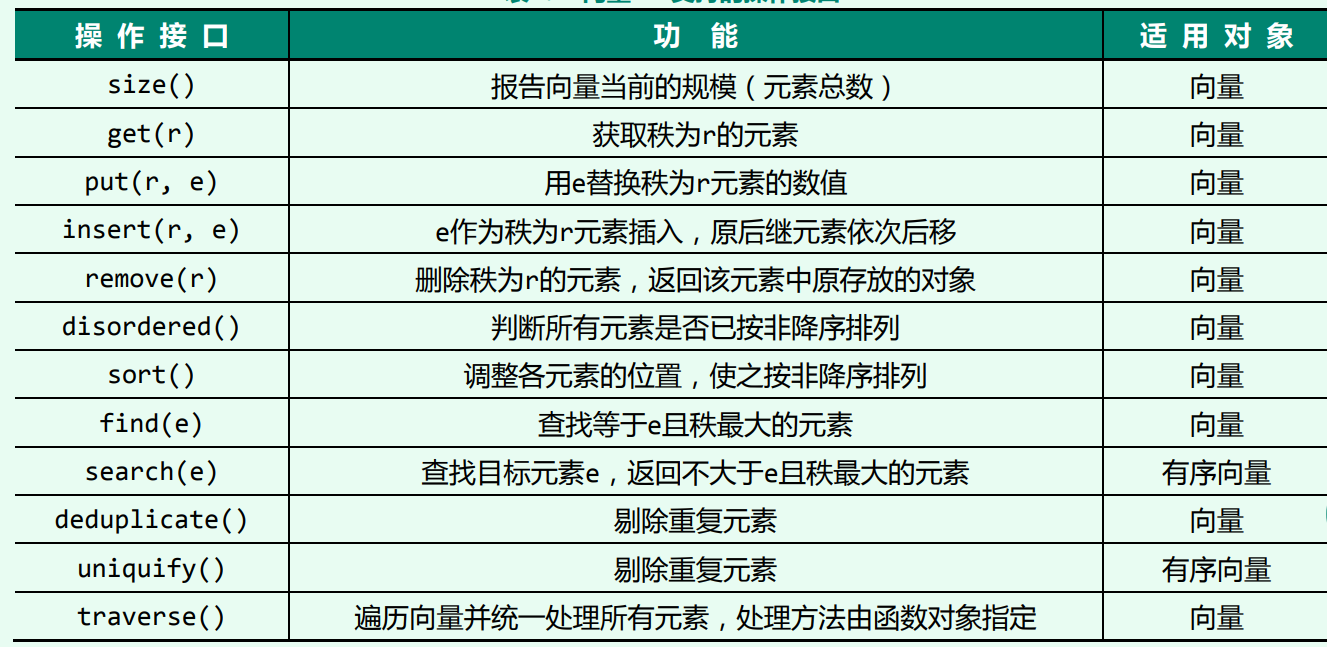 操 作 接 口 功 能 适 用 对 象
size() 报告向量当前的规模（元素总数） 向量
get(r) 获取秩为r的元素 向量
put(r, e) 用e替换秩为r元素的数值 向量
insert(r, e) e作为秩为r元素插入，原后继元素依次后移 向量
remove(r) 删除秩为r的元素，返回该元素中原存放的对象 向量
disordered() 判断所有元素是否已按非降序排列 向量
sort() 调整各元素的位置，使之按非降序排列 向量
find(e) 查找等于e且秩最大的元素 向量
search(e) 查找目标元素e，返回不大于e且秩最大的元素 有序向量
deduplicate() 剔除重复元素 向量
uniquify() 剔除重复元素 有序向量
traverse() 遍历向量并统一处理所有元素，处理方法由函数对象指定 向量